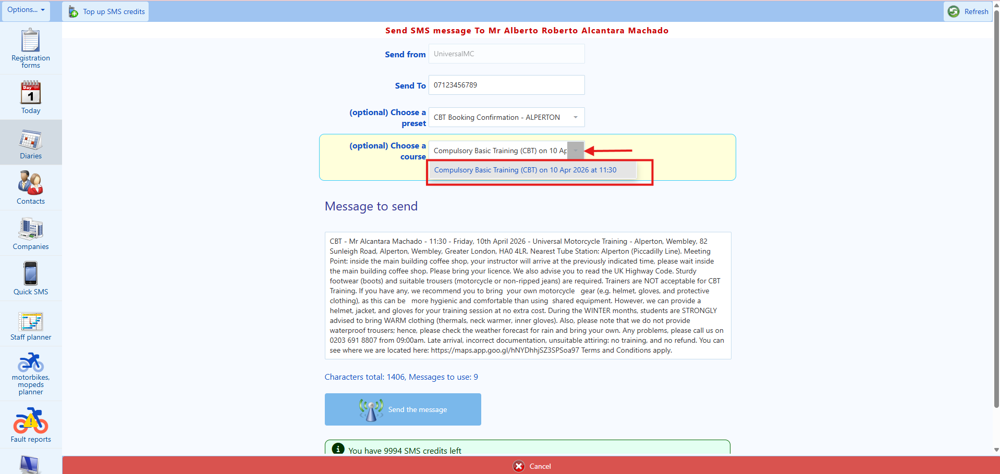 Options...
Top up SMS credits
Refresh
Registration
forms
Day
1
Today
Diaries
Contacts
Companies
Quick SMS
Staff planner
motorbikes,
mopeds
planner
Fault reports
Send SMS message To Mr Alberto Roberto Alcantara Machado
Send from
UniversalMC
Send To
07123456789
(optional) Choose a
preset
CBT Booking Confirmation - ALPERTON
(optional) Choose a
course
Compulsory Basic Training (CBT) on 10 Ap
Compulsory Basic Training (CBT) on 10 Apr 2026 at 11:30
Message to send
CBT - Mr Alcantara Machado - 11:30 - Friday, 10th April 2026 - Universal Motorcycle Training - Alperton, Wembley, 82
Sunleigh Road, Alperton, Wembley, Greater London, HA0 4LR. Nearest Tube Station: Alperton (Piccadilly Line). Meeting
Point: inside the main building coffee shop, your instructor will arrive at the previously indicated time, please wait inside
the main building coffee shop. Please bring your licence. We also advise you to read the UK Highway Code. Sturdy
footwear (boots) and suitable trousers (motorcycle or non-ripped jeans) are required. Trainers are NOT acceptable for CBT
Training. If you have any, we recommend you to bring  your own motorcycle   gear (e.g. helmet, gloves, and protective
clothing), as this can be   more hygienic and comfortable than using  shared equipment. However, we can provide a
helmet, jacket, and gloves for your training session at no extra cost. During the WINTER months, students are STRONGLY
advised to bring WARM clothing (thermals, neck warmer, inner gloves). Also, please note that we do not provide
waterproof trousers; hence, please check the weather forecast for rain and bring your own. Any problems, please call us on
0203 691 8807 from 09:00am. Late arrival, incorrect documentation, unsuitable attiring: no training, and no refund. You can
see where we are located here: https://maps.app.goo.gl/hNYDhhjSZ3SPSoa97 Terms and Conditions apply.
Characters total: 1406, Messages to use: 9
Send the message
You have 9994 SMS credits left
Cancel